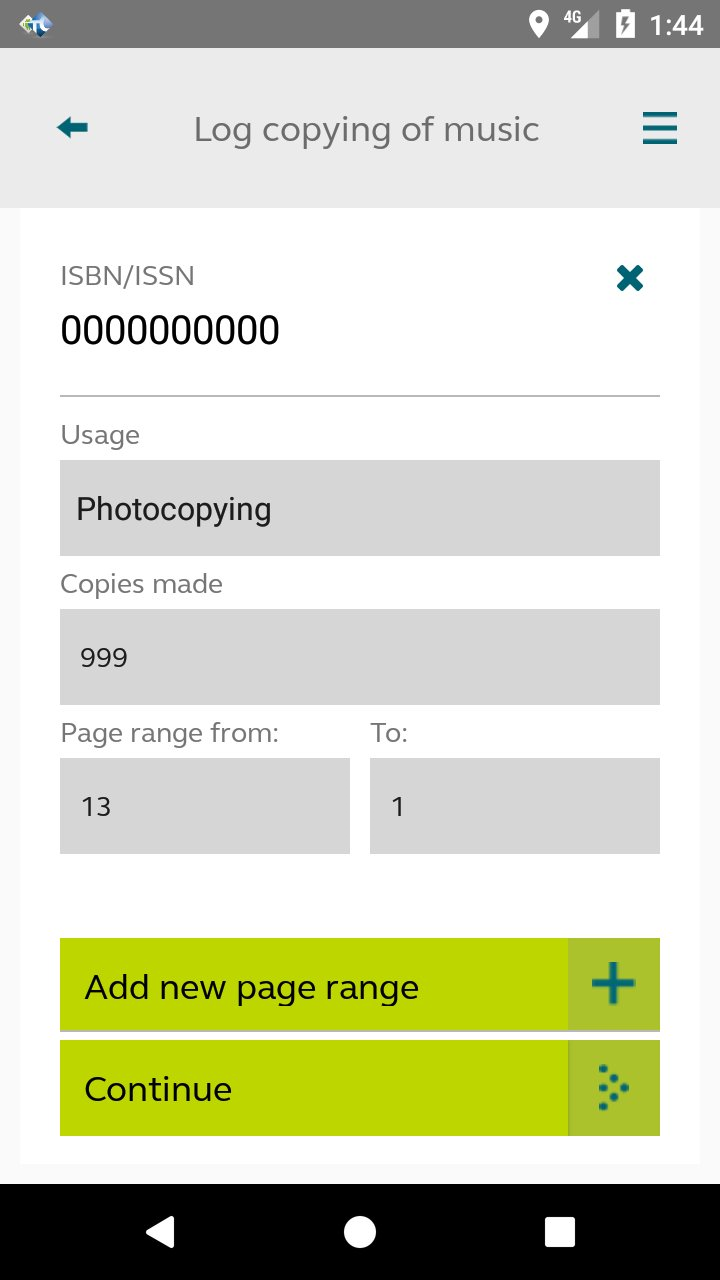 4G 1:44
Log copying of music
ISBN/ISSN
0000000000
Usage
Photocopying
Copies made
999
Page range from: To:
13 1
Add new page range
Continue